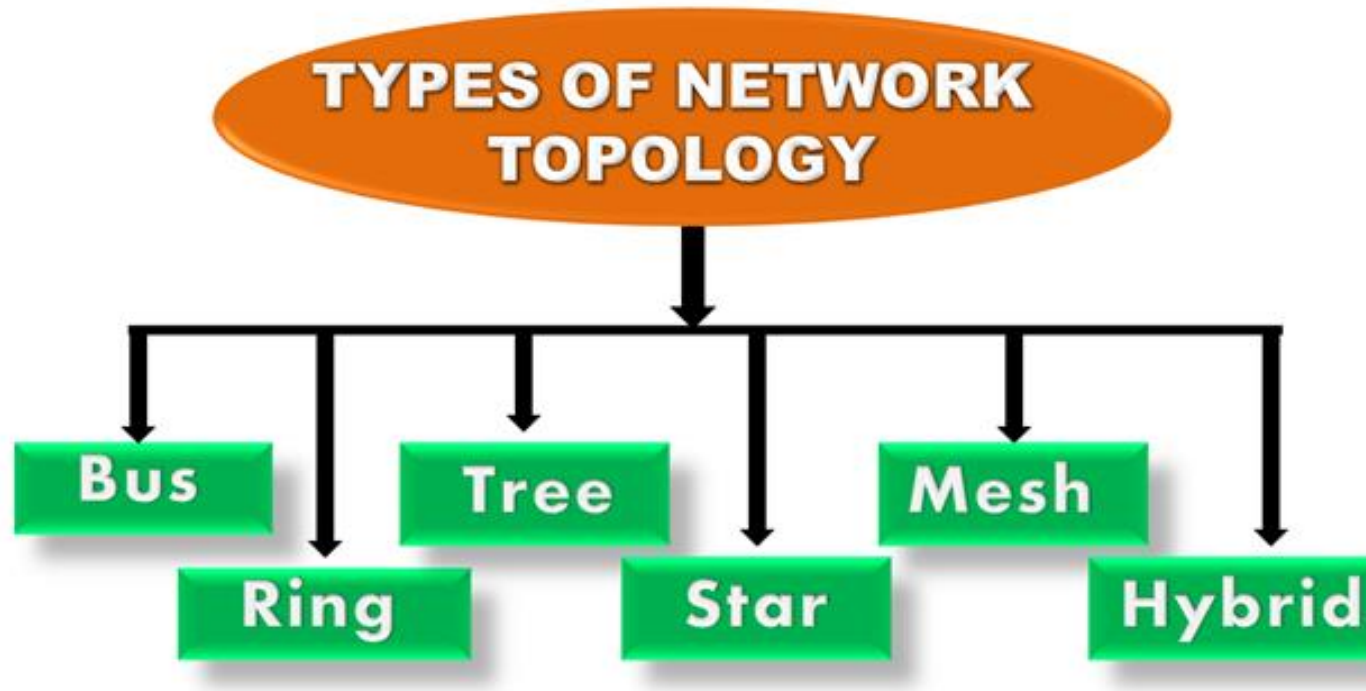 TYPES OF NETWORK
TOPOLOGY
Bus
Tree
Mesh
Ring
Star
Hybrid